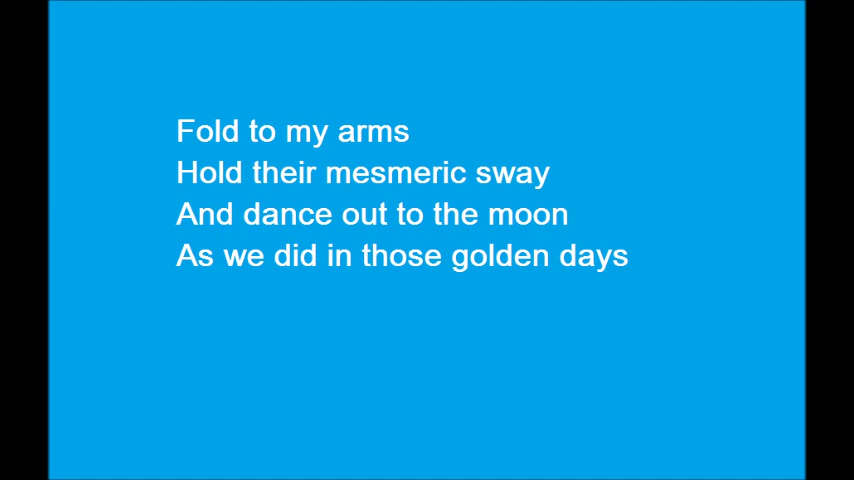 Fold to my arms
Hold their mesmeric sway
And dance out to the moon
As we did in those golden days